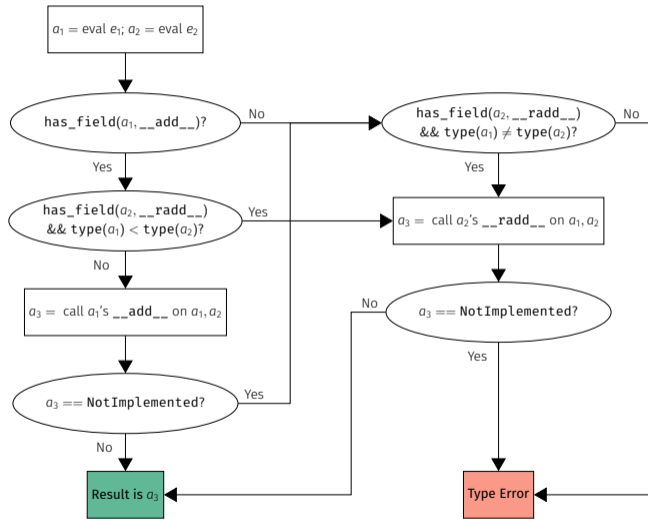 a₁ = eval e₁; a₂ = eval e₂
has_field(a₁, __add__)?
No
Yes
has_field(a₂, __radd__)
&& type(a₁) < type(a₂)?
Yes
No
a₃ = call a₁'s __add__ on a₁, a₂
a₃ == NotImplemented?
Yes
No
Result is a₃
has_field(a₂, __radd__)
&& type(a₁) ≠ type(a₂)?
No
Yes
a₃ = call a₂'s __radd__ on a₁, a₂
a₃ == NotImplemented?
No
Yes
Type Error